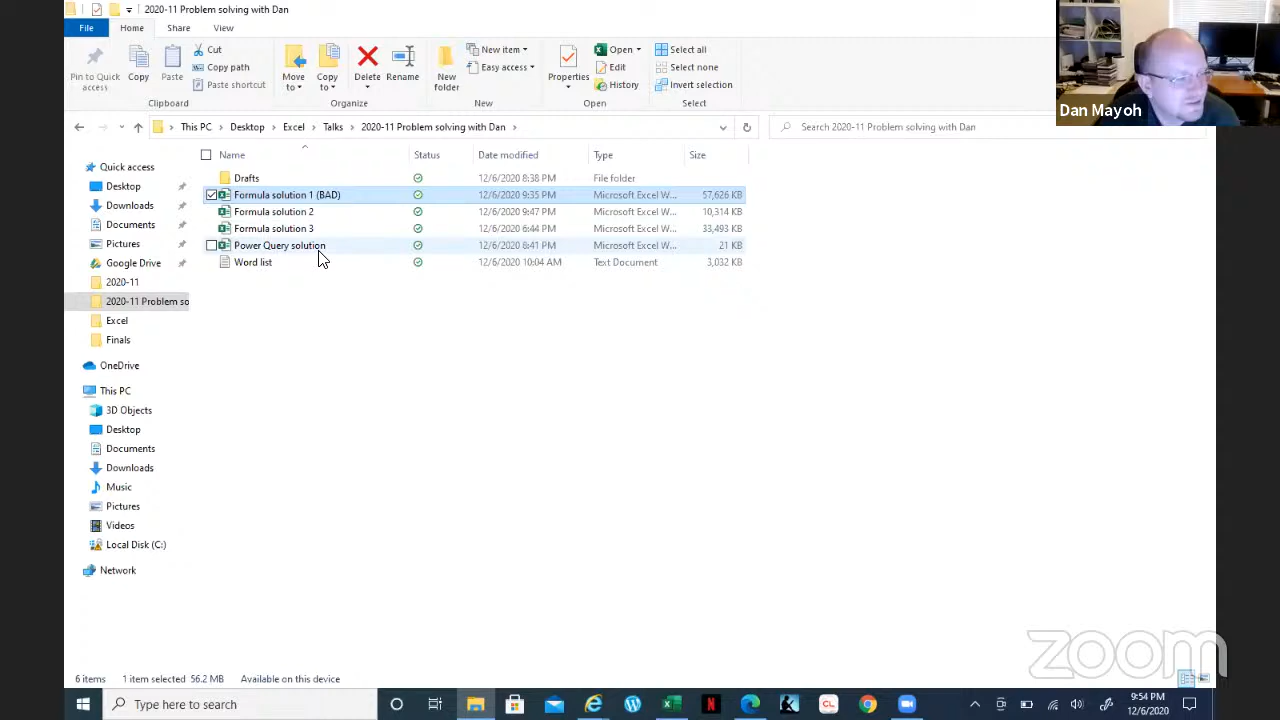 2020-11 Problem solving with Dan
File
Home
Share
View
Pin to Quick access
Copy
Paste
Cut
Copy path
Paste shortcut
Clipboard
Move to
Copy to
Delete
Rename
Organize
New folder
New item
Easy access
New
Properties
Edit
History
Open
Select none
Invert selection
Select
Dan Mayoh
This PC > Desktop > Excel > Talks > 2020-11 Problem solving with Dan >
Search 2020-11 Problem solving with Dan
Name Status Date modified Type Size
Drafts 12/6/2020 8:38 PM File folder
Formula solution 1 (BAD) 12/6/2020 9:35 PM Microsoft Excel W... 57,626 KB
Formula solution 2 12/6/2020 9:47 PM Microsoft Excel W... 10,314 KB
Formula solution 3 12/6/2020 6:44 PM Microsoft Excel W... 33,493 KB
Power Query solution 12/6/2020 8:41 PM Microsoft Excel W... 21 KB
Word list 12/6/2020 10:04 AM Text Document 3,032 KB
Quick access
Desktop
Downloads
Documents
Pictures
Google Drive
2020-11
2020-11 Problem so
Excel
Finals
OneDrive
This PC
3D Objects
Desktop
Documents
Downloads
Music
Pictures
Videos
Local Disk (C:)
Network
6 items 1 item selected 56.2 MB Available on this device
zoom
Type here to search
CL
9:54 PM
12/6/2020